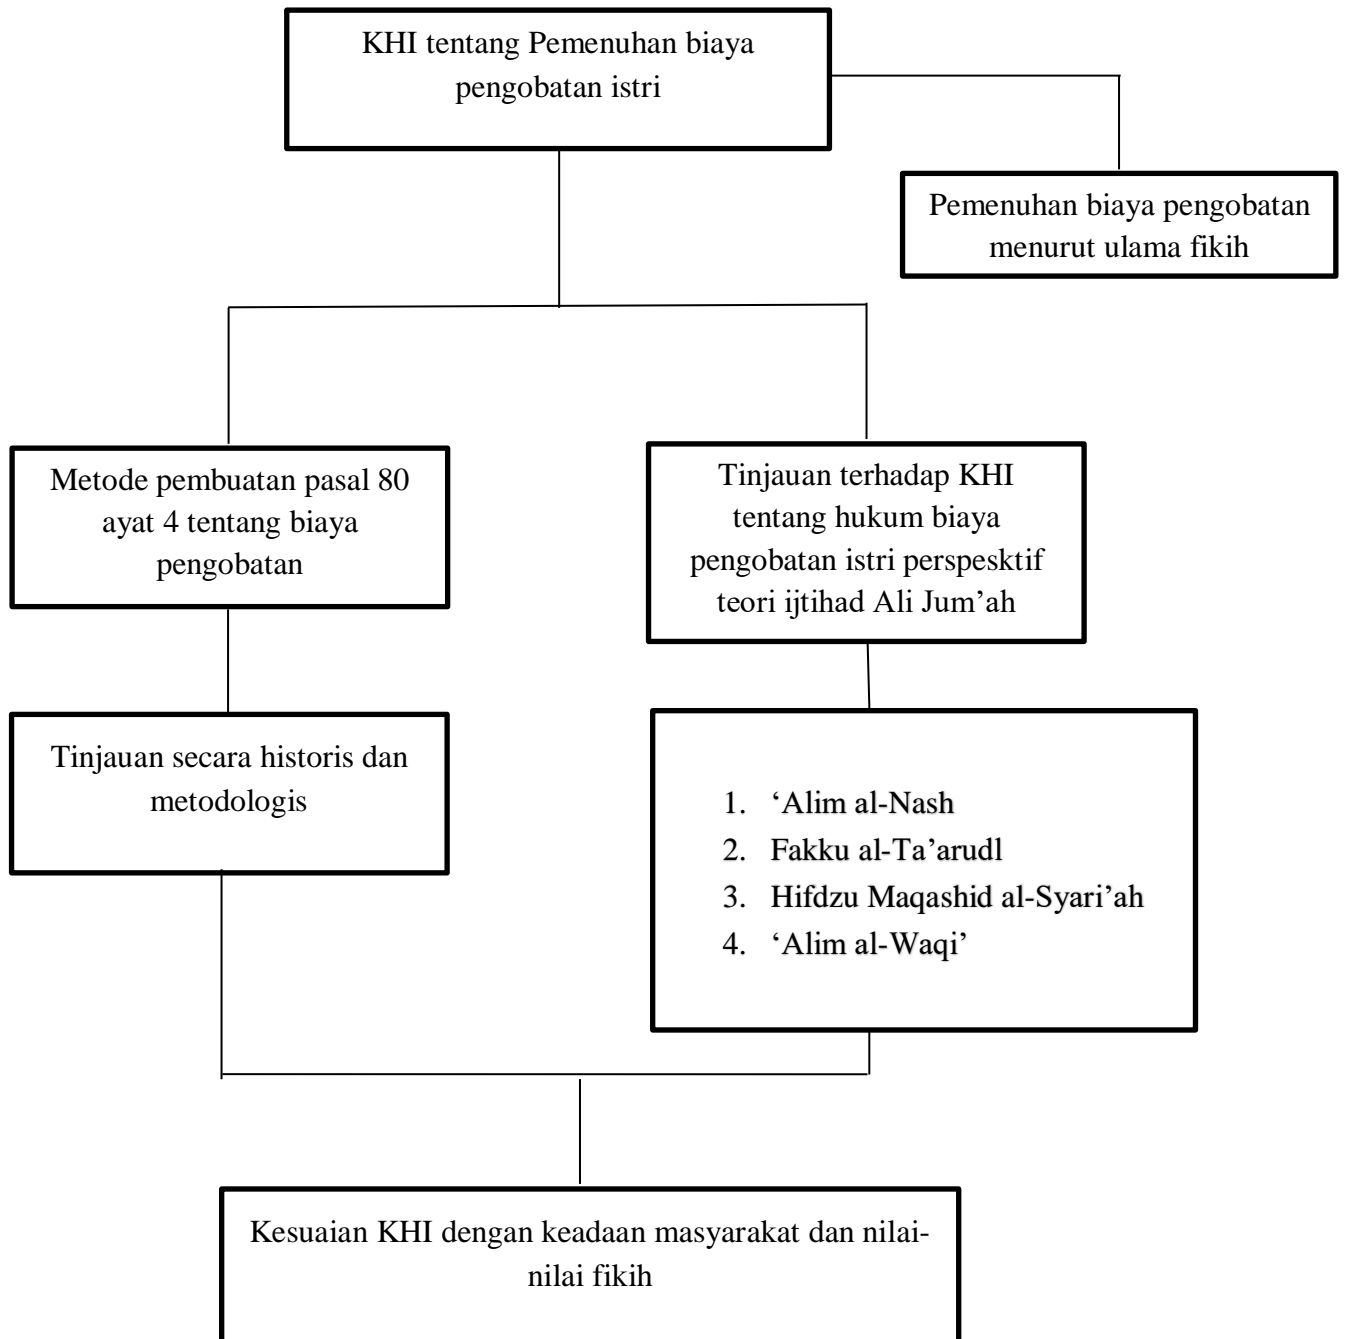 KHI tentang Pemenuhan biaya
pengobatan istri
Pemenuhan biaya pengobatan
menurut ulama fikih
Metode pembuatan pasal 80
ayat 4 tentang biaya
pengobatan
Tinjauan terhadap KHI
tentang hukum biaya
pengobatan istri perspesktif
teori ijtihad Ali Jum’ah
Tinjauan secara historis dan
metodologis
1. ‘Alim al-Nash
2. Fakku al-Ta’arudl
3. Hifdzu Maqashid al-Syari’ah
4. ‘Alim al-Waqi’
Kesuaian KHI dengan keadaan masyarakat dan nilai-
nilai fikih